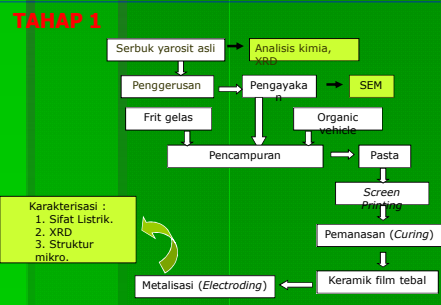 TAHAP 1
Serbuk yarosit asli
Analisis kimia,
XRD
Penggerusan
Pengayaka
n
SEM
Frit gelas
Organic
vehicle
Pencampuran
Pasta
Screen
Printing
Karakterisasi :
1. Sifat Listrik.
2. XRD
3. Struktur
mikro.
Pemanasan (Curing)
Metalisasi (Electroding)
Keramik film tebal